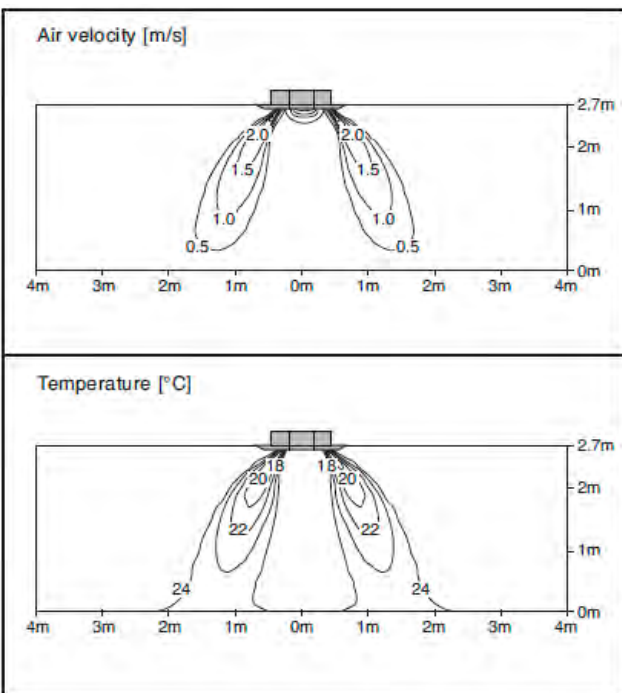 Air velocity [m/s]
2.7m
2.0 2.0
2m
1.5 1.5
1.0 1.0
1m
0.5 0.5
0m
4m 3m 2m 1m 0m 1m 2m 3m 4m
Temperature [°C]
2.7m
18 18
20 20
2m
22 22
1m
24 24
0m
4m 3m 2m 1m 0m 1m 2m 3m 4m